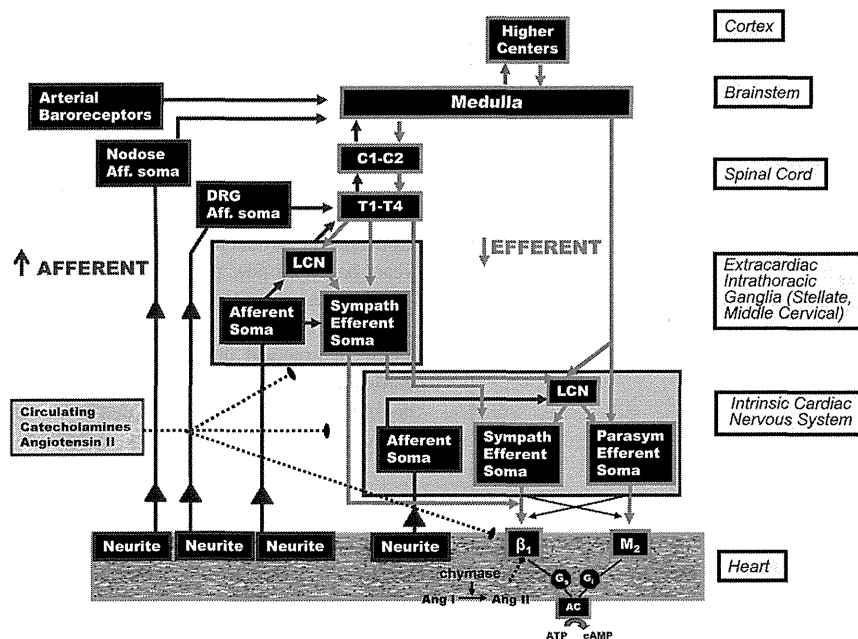 Higher
Centers
Cortex
Arterial
Baroreceptors
Medulla
Brainstem
Nodose
Aff. soma
C1-C2
DRG
Aff. soma
T1-T4
Spinal Cord
AFFERENT
EFFERENT
LCN
Afferent
Soma
Sympath
Efferent
Soma
Extracardiac
Intrathoracic
Ganglia (Stellate,
Middle Cervical)
Circulating
Catecholamines
Angiotensin II
LCN
Afferent
Soma
Sympath
Efferent
Soma
Parasym
Efferent
Soma
Intrinsic Cardiac
Nervous System
Neurite
Neurite
Neurite
Neurite
β1
M2
Heart
chymase
Gs
Gi
Ang I
Ang II
AC
ATP
cAMP